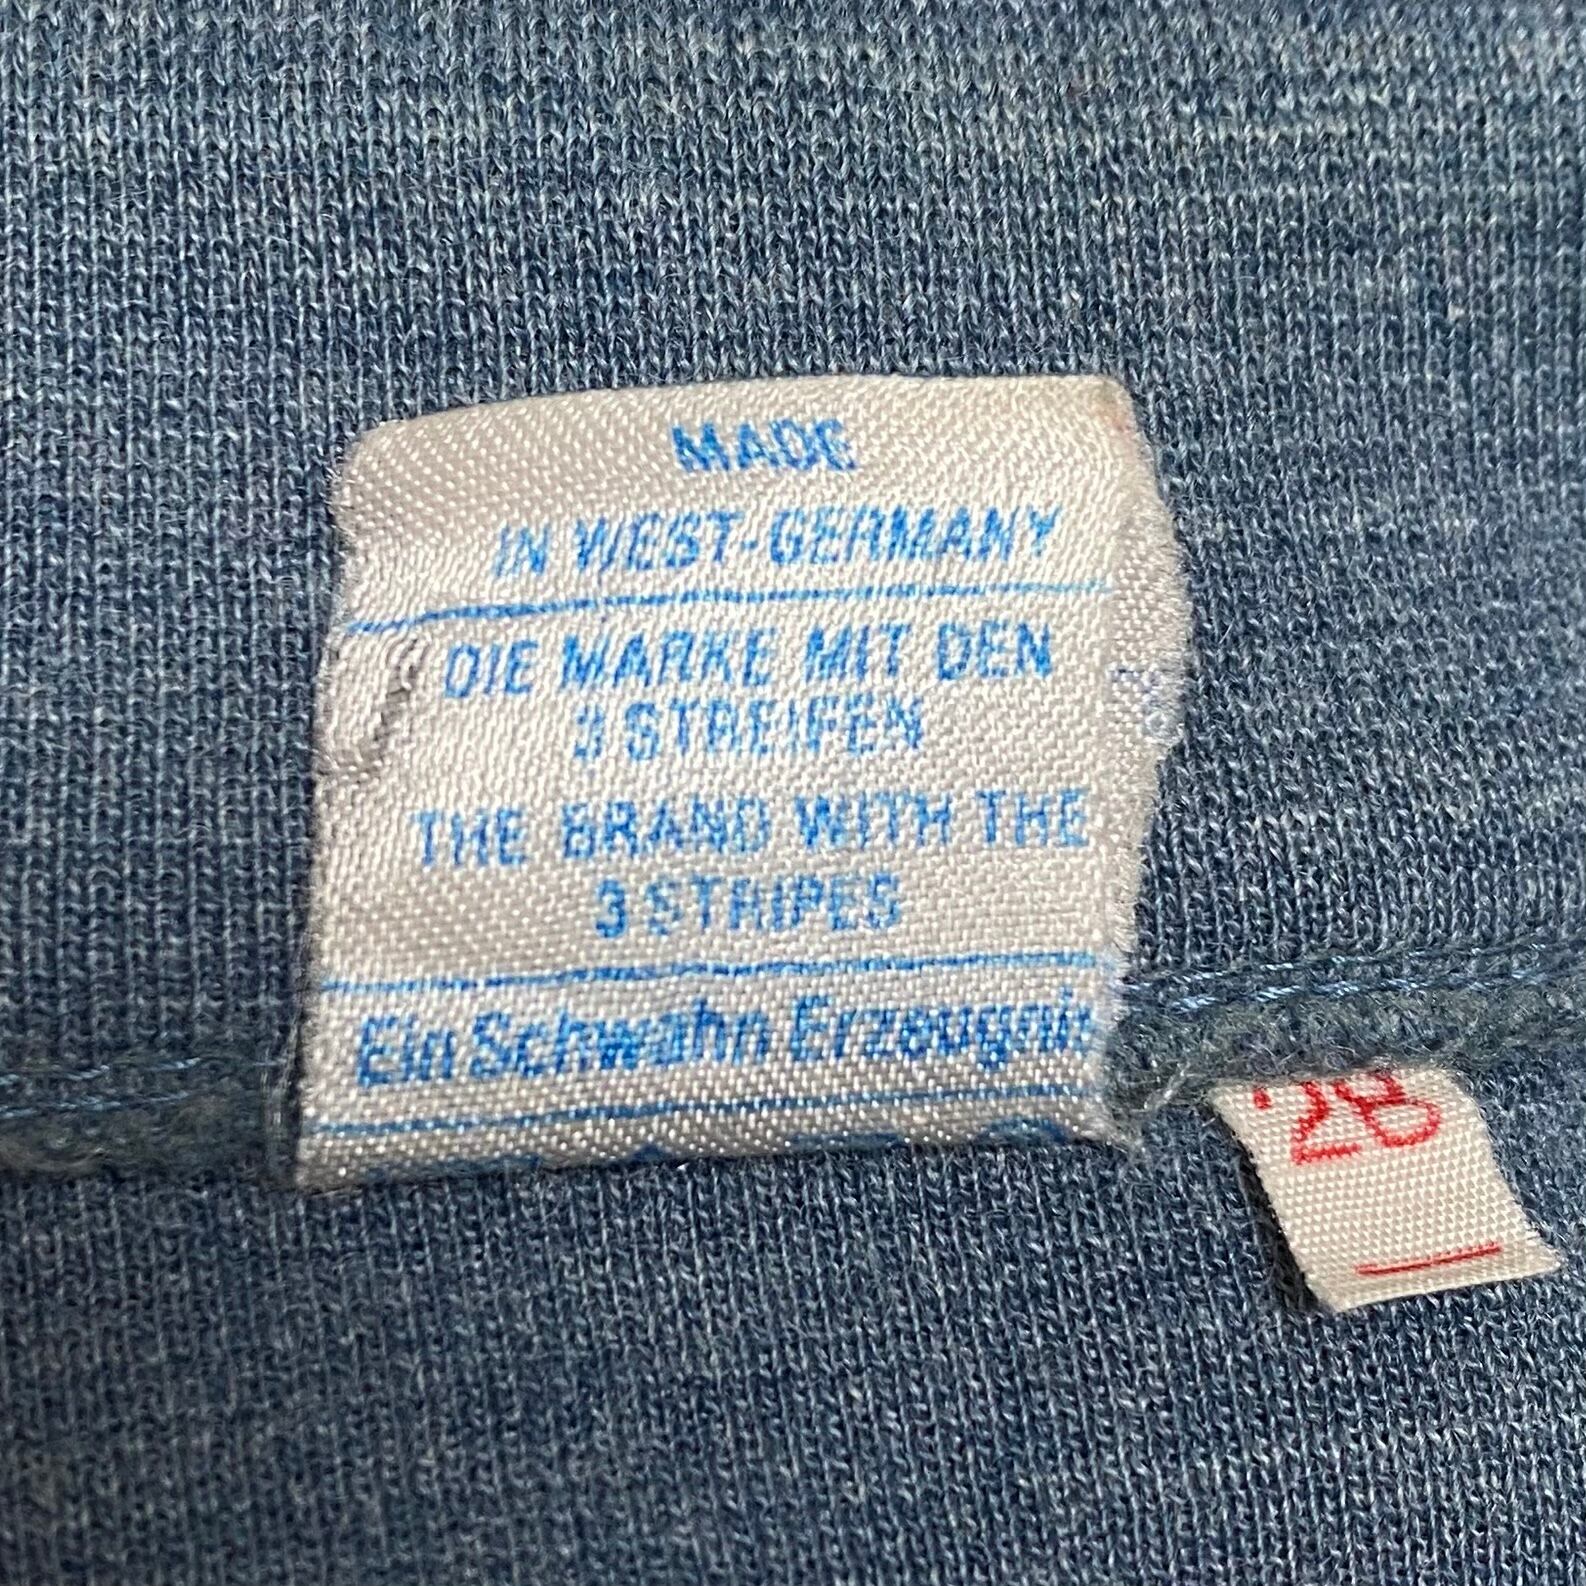 MADE
IN WEST-GERMANY
DIE MARKE MIT DEN
3 STREIFEN
THE BRAND WITH THE
3 STRIPES
Ein Schwahn Erzeugnis
28